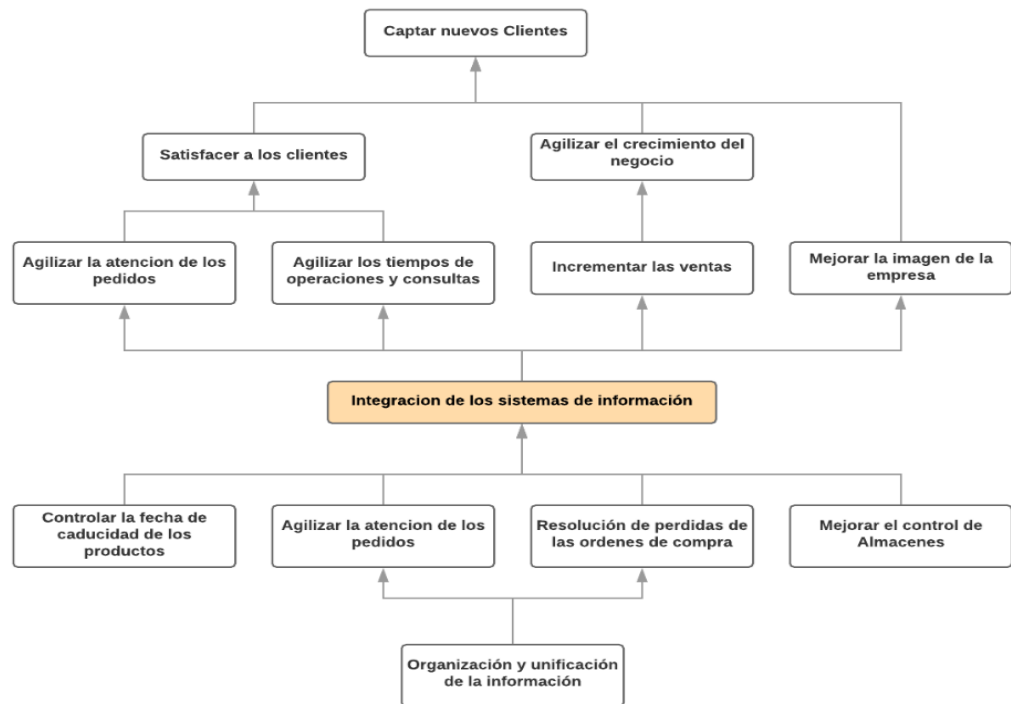 Captar nuevos Clientes
Satisfacer a los clientes
Agilizar el crecimiento del
negocio
Agilizar la atencion de los
pedidos
Agilizar los tiempos de
operaciones y consultas
Incrementar las ventas
Mejorar la imagen de la
empresa
Integracion de los sistemas de información
Controlar la fecha de
caducidad de los
productos
Agilizar la atencion de los
pedidos
Resolución de perdidas de
las ordenes de compra
Mejorar el control de
Almacenes
Organización y unificación
de la información